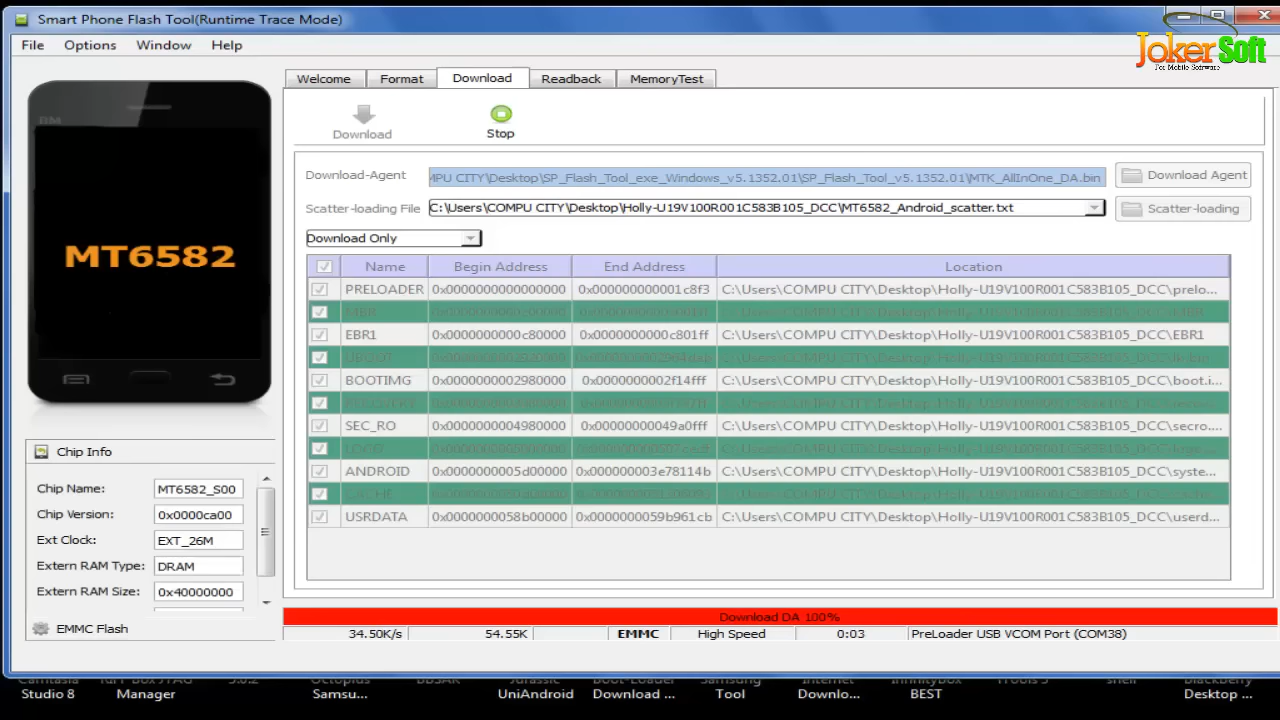 Smart Phone Flash Tool(Runtime Trace Mode)
File Options Window Help
JokerSoft
For Mobile Software
BM
MT6582
Welcome Format Download Readback MemoryTest
Download Stop
Download-Agent MPU CITY\Desktop\SP_Flash_Tool_exe_Windows_v5.1352.01\SP_Flash_Tool_v5.1352.01\MTK_AllInOne_DA.bin Download Agent
Scatter-loading File C:\Users\COMPU CITY\Desktop\Holly-U19V100R001C583B105_DCC\MT6582_Android_scatter.txt Scatter-loading
Download Only
Name Begin Address End Address Location
PRELOADER 0x0000000000000000 0x000000000001c8f3 C:\Users\COMPU CITY\Desktop\Holly-U19V100R001C583B105_DCC\prelo...
MBR
EBR1 0x0000000000c80000 0x0000000000c801ff C:\Users\COMPU CITY\Desktop\Holly-U19V100R001C583B105_DCC\EBR1
BOOTIMG 0x0000000002980000 0x0000000002f14fff C:\Users\COMPU CITY\Desktop\Holly-U19V100R001C583B105_DCC\boot.i...
SEC_RO 0x0000000004980000 0x00000000049a0fff C:\Users\COMPU CITY\Desktop\Holly-U19V100R001C583B105_DCC\secro....
LOGO
ANDROID 0x0000000005d00000 0x000000003e78114b C:\Users\COMPU CITY\Desktop\Holly-U19V100R001C583B105_DCC\syste...
CACHE
USRDATA 0x0000000058b00000 0x0000000059b961cb C:\Users\COMPU CITY\Desktop\Holly-U19V100R001C583B105_DCC\userd...
Chip Info
Chip Name: MT6582_S00
Chip Version: 0x0000ca00
Ext Clock: EXT_26M
Extern RAM Type: DRAM
Extern RAM Size: 0x40000000
EMMC Flash
Download DA 100%
34.50K/s 54.55K EMMC High Speed 0:03 PreLoader USB VCOM Port (COM38)
Studio 8 Manager Samsu... UniAndroid Download ... Tool Downlo... BEST Desktop ...